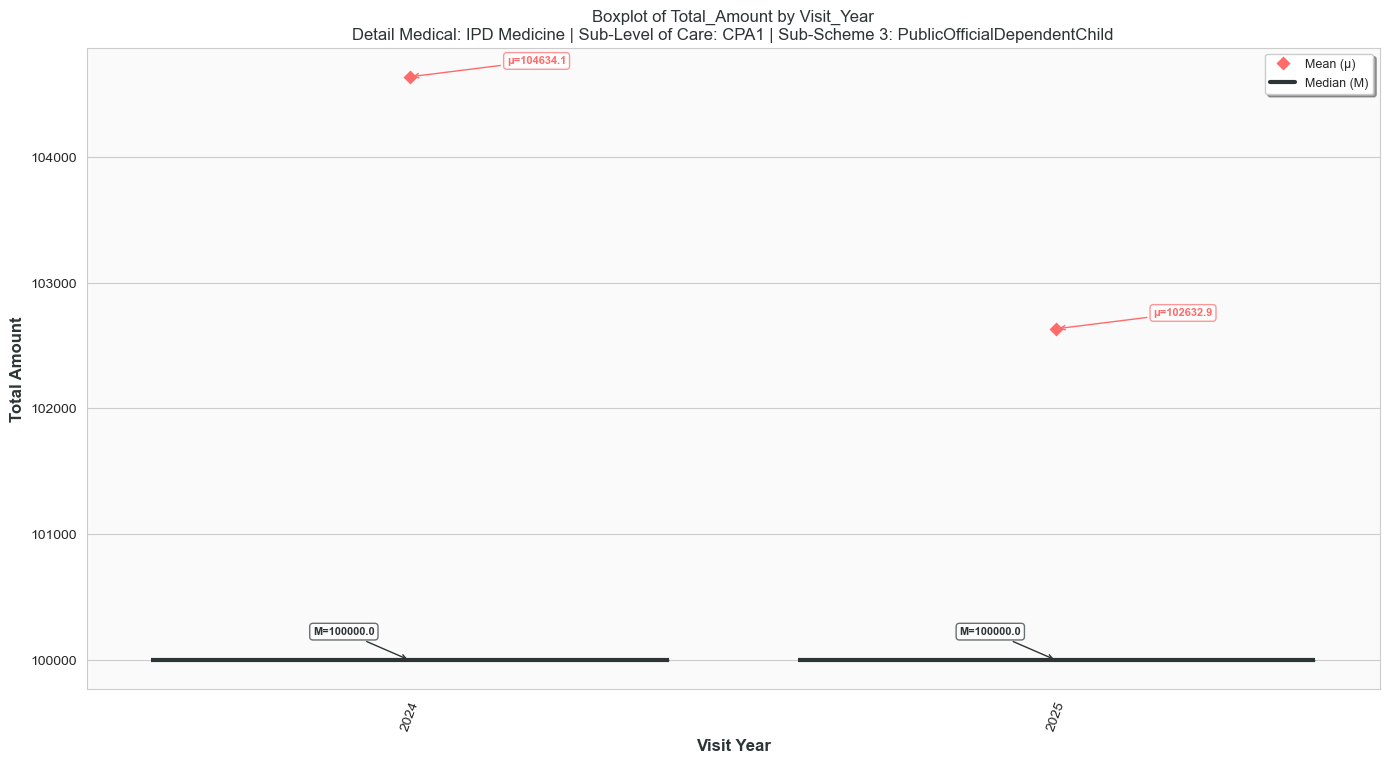 Boxplot of Total_Amount by Visit_Year
Detail Medical: IPD Medicine | Sub-Level of Care: CPA1 | Sub-Scheme 3: PublicOfficialDependentChild
μ=104634.1
Mean (μ)
Median (M)
104000
103000
μ=102632.9
102000
101000
M=100000.0
M=100000.0
100000
Total Amount
2024
2025
Visit Year